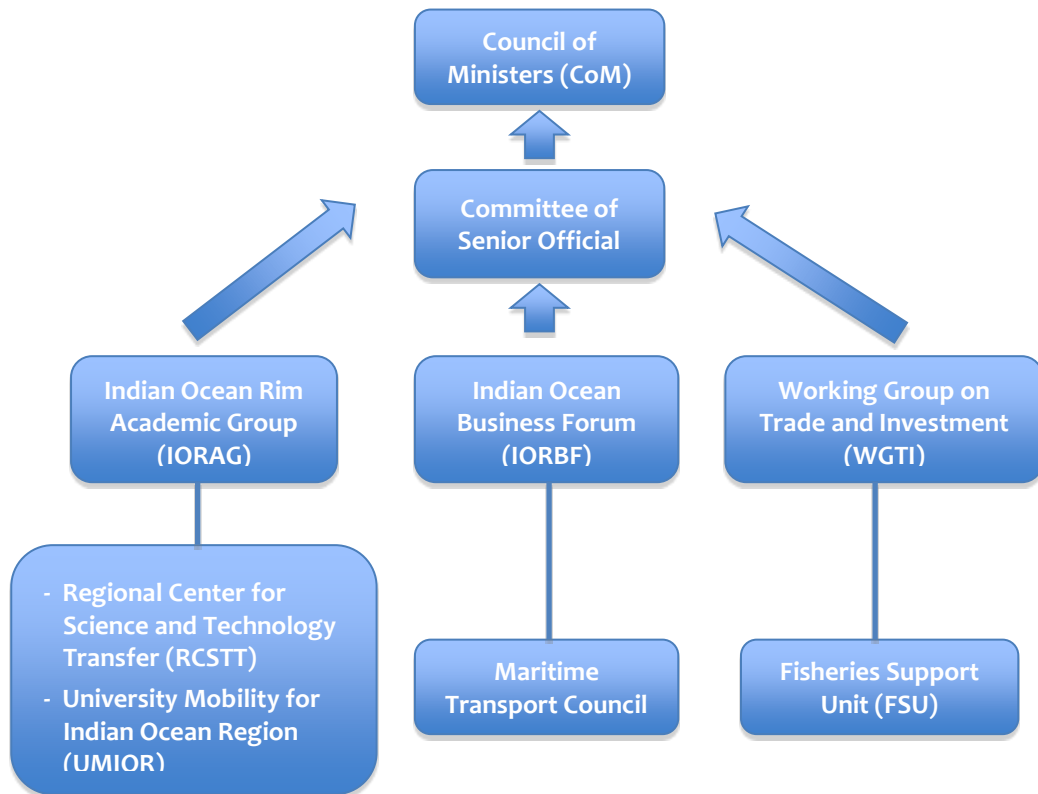 Council of
Ministers (CoM)
Committee of
Senior Official
Indian Ocean Rim
Academic Group
(IORAG)
Indian Ocean
Business Forum
(IORBF)
Working Group on
Trade and Investment
(WGTI)
- Regional Center for
Science and Technology
Transfer (RCSTT)
- University Mobility for
Indian Ocean Region
(UMIOR)
Maritime
Transport Council
Fisheries Support
Unit (FSU)